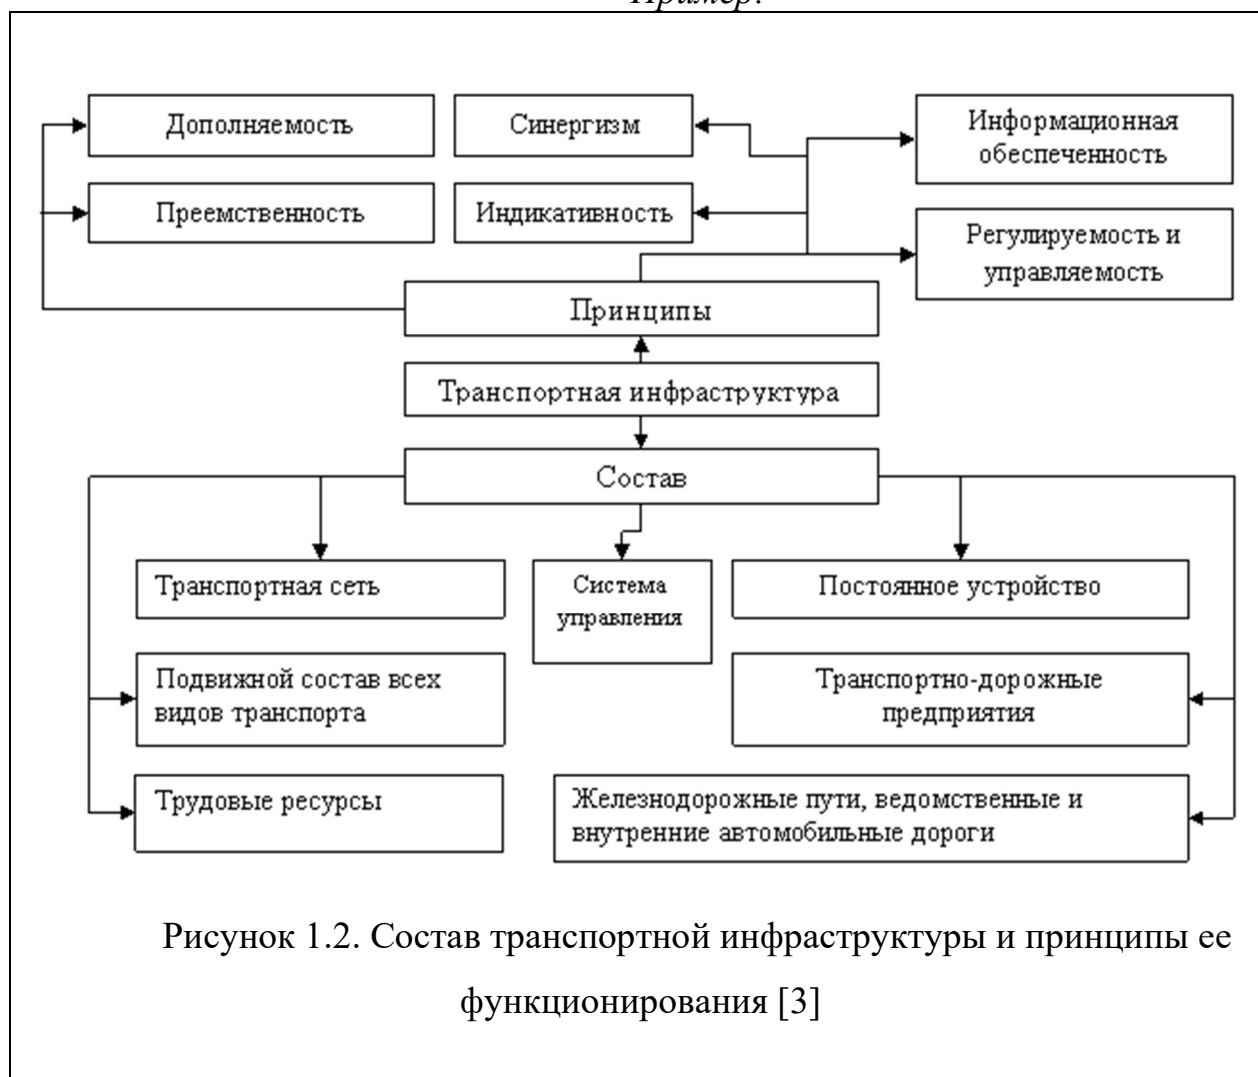 Пример:
Дополняемость
Синергизм
Информационная
обеспеченность
Преемственность
Индикативность
Регулируемость и
управляемость
Принципы
Транспортная инфраструктура
Состав
Транспортная сеть
Система
управления
Постоянное устройство
Подвижной состав всех
видов транспорта
Транспортно-дорожные
предприятия
Трудовые ресурсы
Железнодорожные пути, ведомственные и
внутренние автомобильные дороги
Рисунок 1.2. Состав транспортной инфраструктуры и принципы ее
функционирования [3]